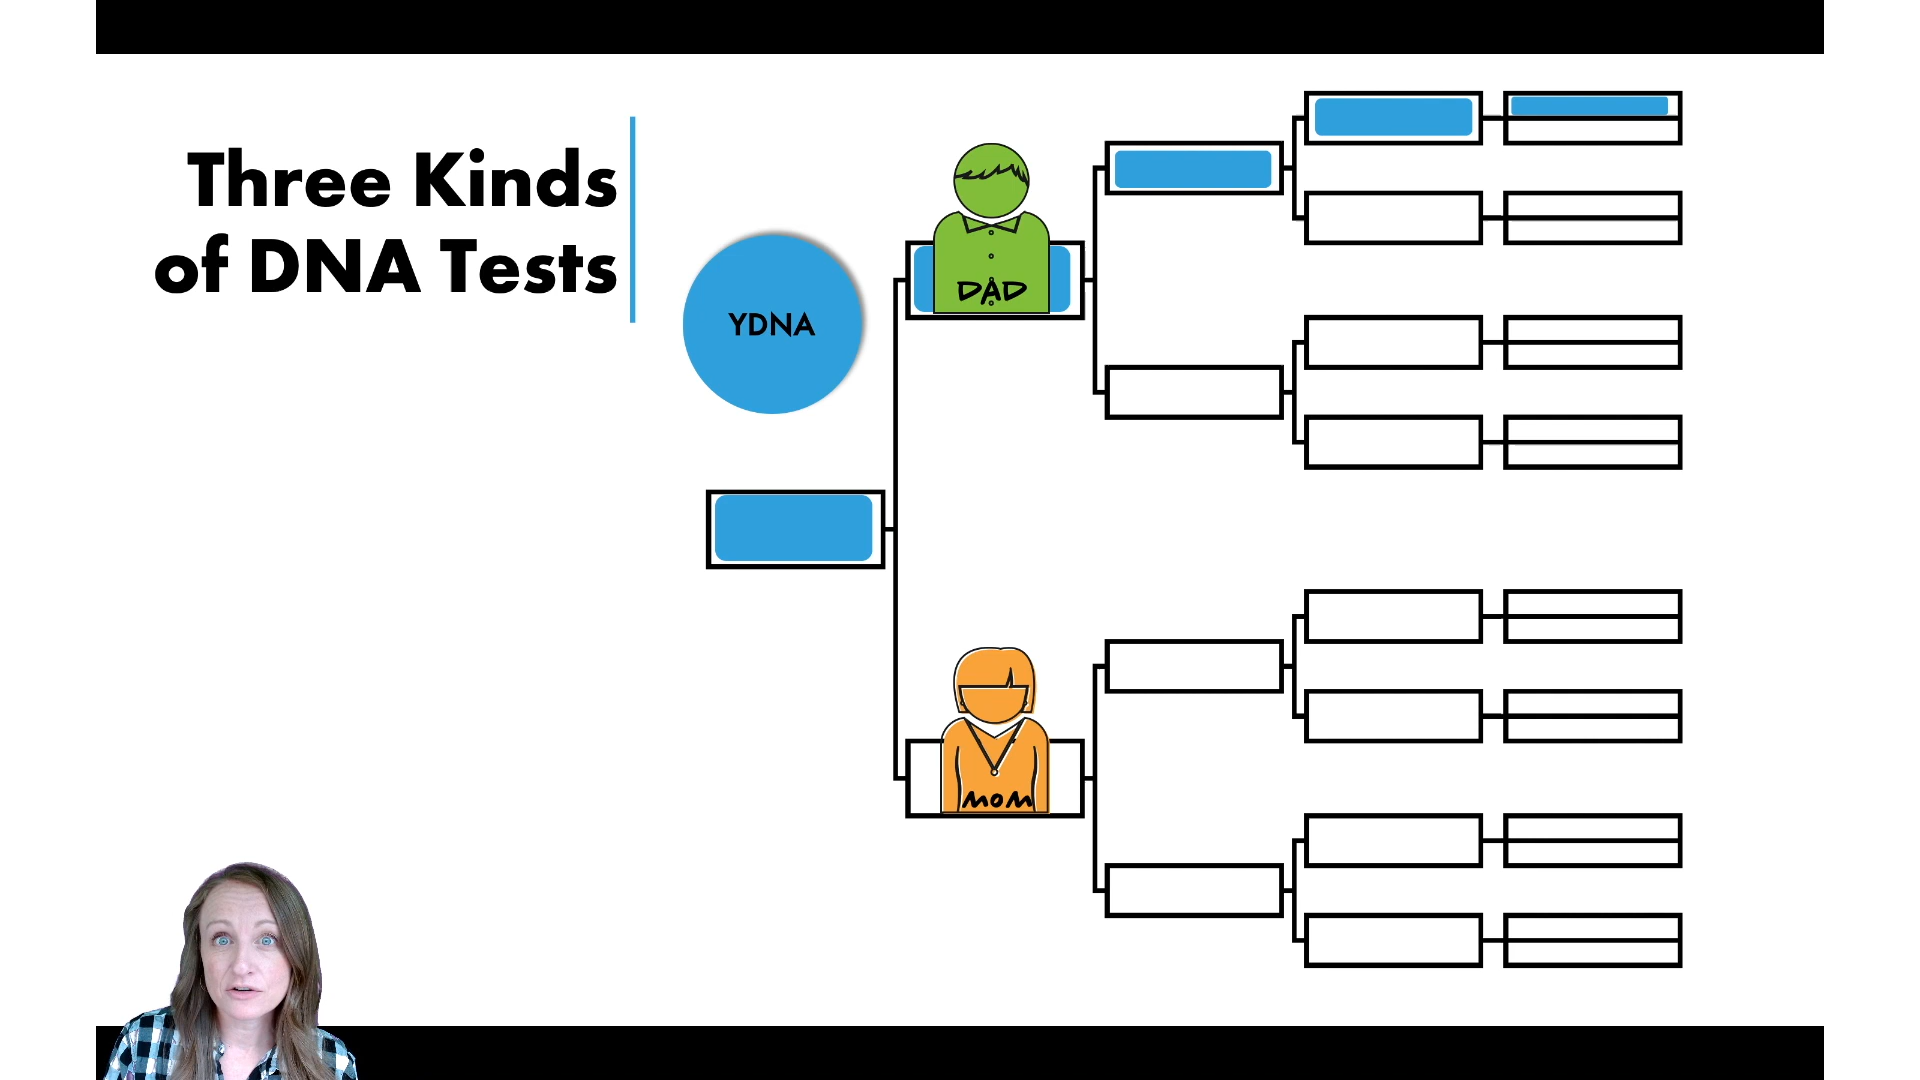 Three Kinds
of DNA Tests
YDNA
DAD
MOM